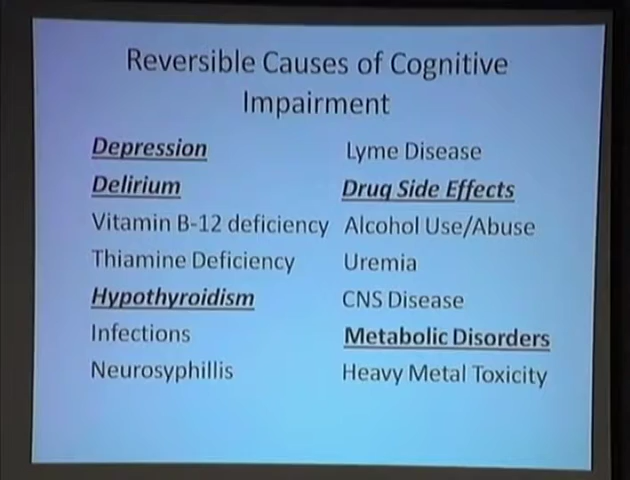 Reversible Causes of Cognitive
Impairment
Depression
Delirium
Vitamin B-12 deficiency
Thiamine Deficiency
Hypothyroidism
Infections
Neurosyphillis
Lyme Disease
Drug Side Effects
Alcohol Use/Abuse
Uremia
CNS Disease
Metabolic Disorders
Heavy Metal Toxicity